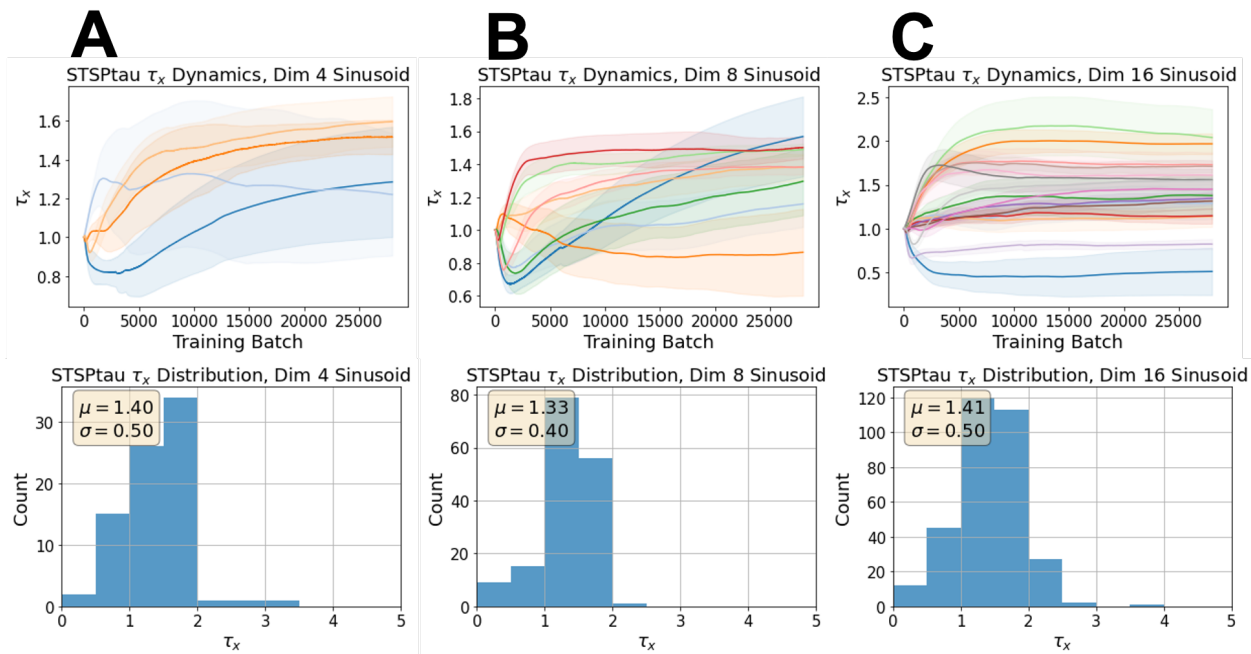 A
B
C
STSPtau τx Dynamics, Dim 4 Sinusoid
1.6
1.4
1.2
1.0
0.8
τx
0 5000 10000 15000 20000 25000
Training Batch
STSPtau τx Dynamics, Dim 8 Sinusoid
1.8
1.6
1.4
1.2
1.0
0.8
0.6
τx
0 5000 10000 15000 20000 25000
Training Batch
STSPtau τx Dynamics, Dim 16 Sinusoid
2.5
2.0
1.5
1.0
0.5
τx
0 5000 10000 15000 20000 25000
Training Batch
STSPtau τx Distribution, Dim 4 Sinusoid
μ = 1.40
σ = 0.50
30
20
10
0
Count
0 1 2 3 4 5
τx
STSPtau τx Distribution, Dim 8 Sinusoid
μ = 1.33
σ = 0.40
80
60
40
20
0
Count
0 1 2 3 4 5
τx
STSPtau τx Distribution, Dim 16 Sinusoid
μ = 1.41
σ = 0.50
120
100
80
60
40
20
0
Count
0 1 2 3 4 5
τx